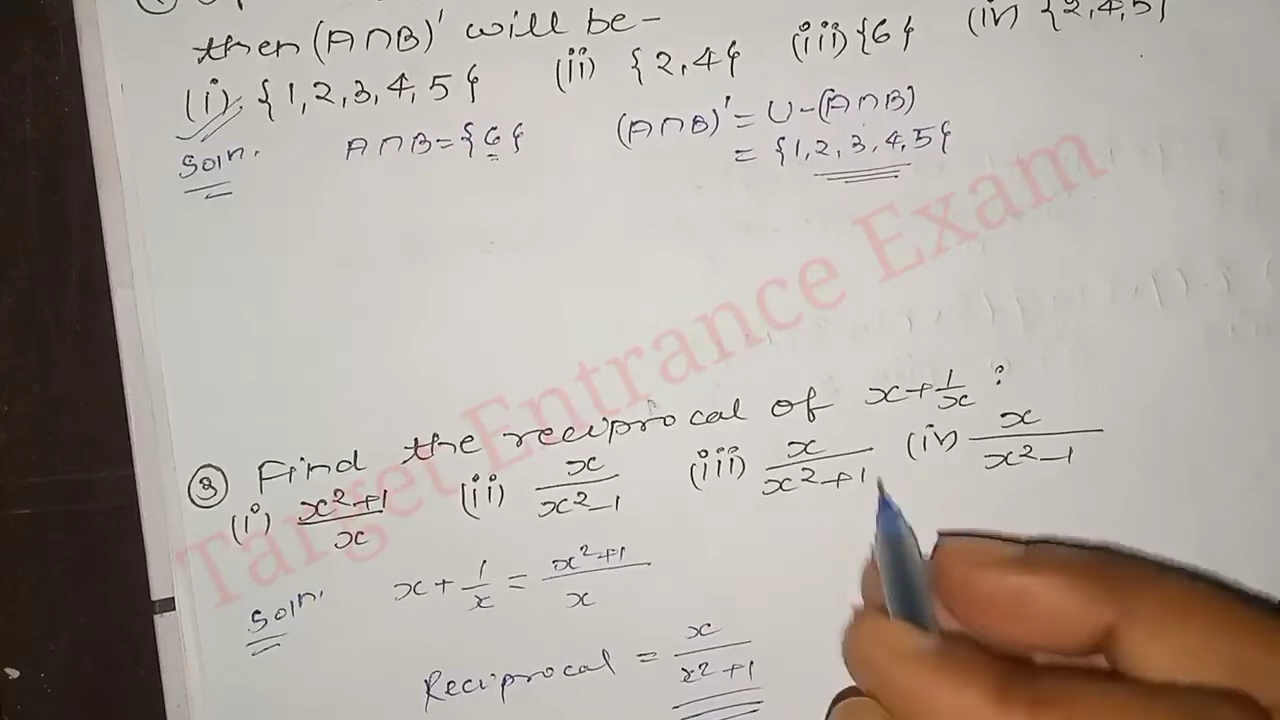 then (A∩B)' will be-
(i) {1,2,3,4,5} (ii) {2,4} (iii) {6} (iv) {2,4,5}
Soln. A∩B={6} (A∩B)' = U-(A∩B)
= {1,2,3,4,5}
Target Entrance Exam
(3) Find the reciprocal of x+1/x ?
(i) x²+1/x (ii) x/x²-1 (iii) x/x²+1 (iv) x/x²-1
Soln. x+1/x = x²+1/x
Reciprocal = x/x²+1